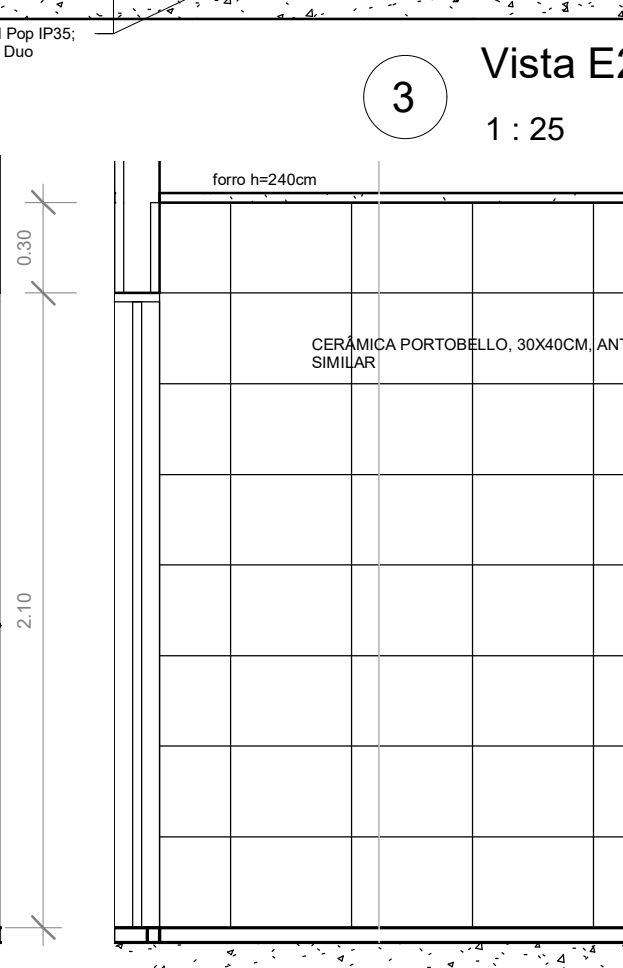 Pop IP35;
Duo
3
Vista
1 : 25
forro h=240cm
0.30
CERÂMICA PORTOBELLO, 30X40CM,
SIMILAR
2.10